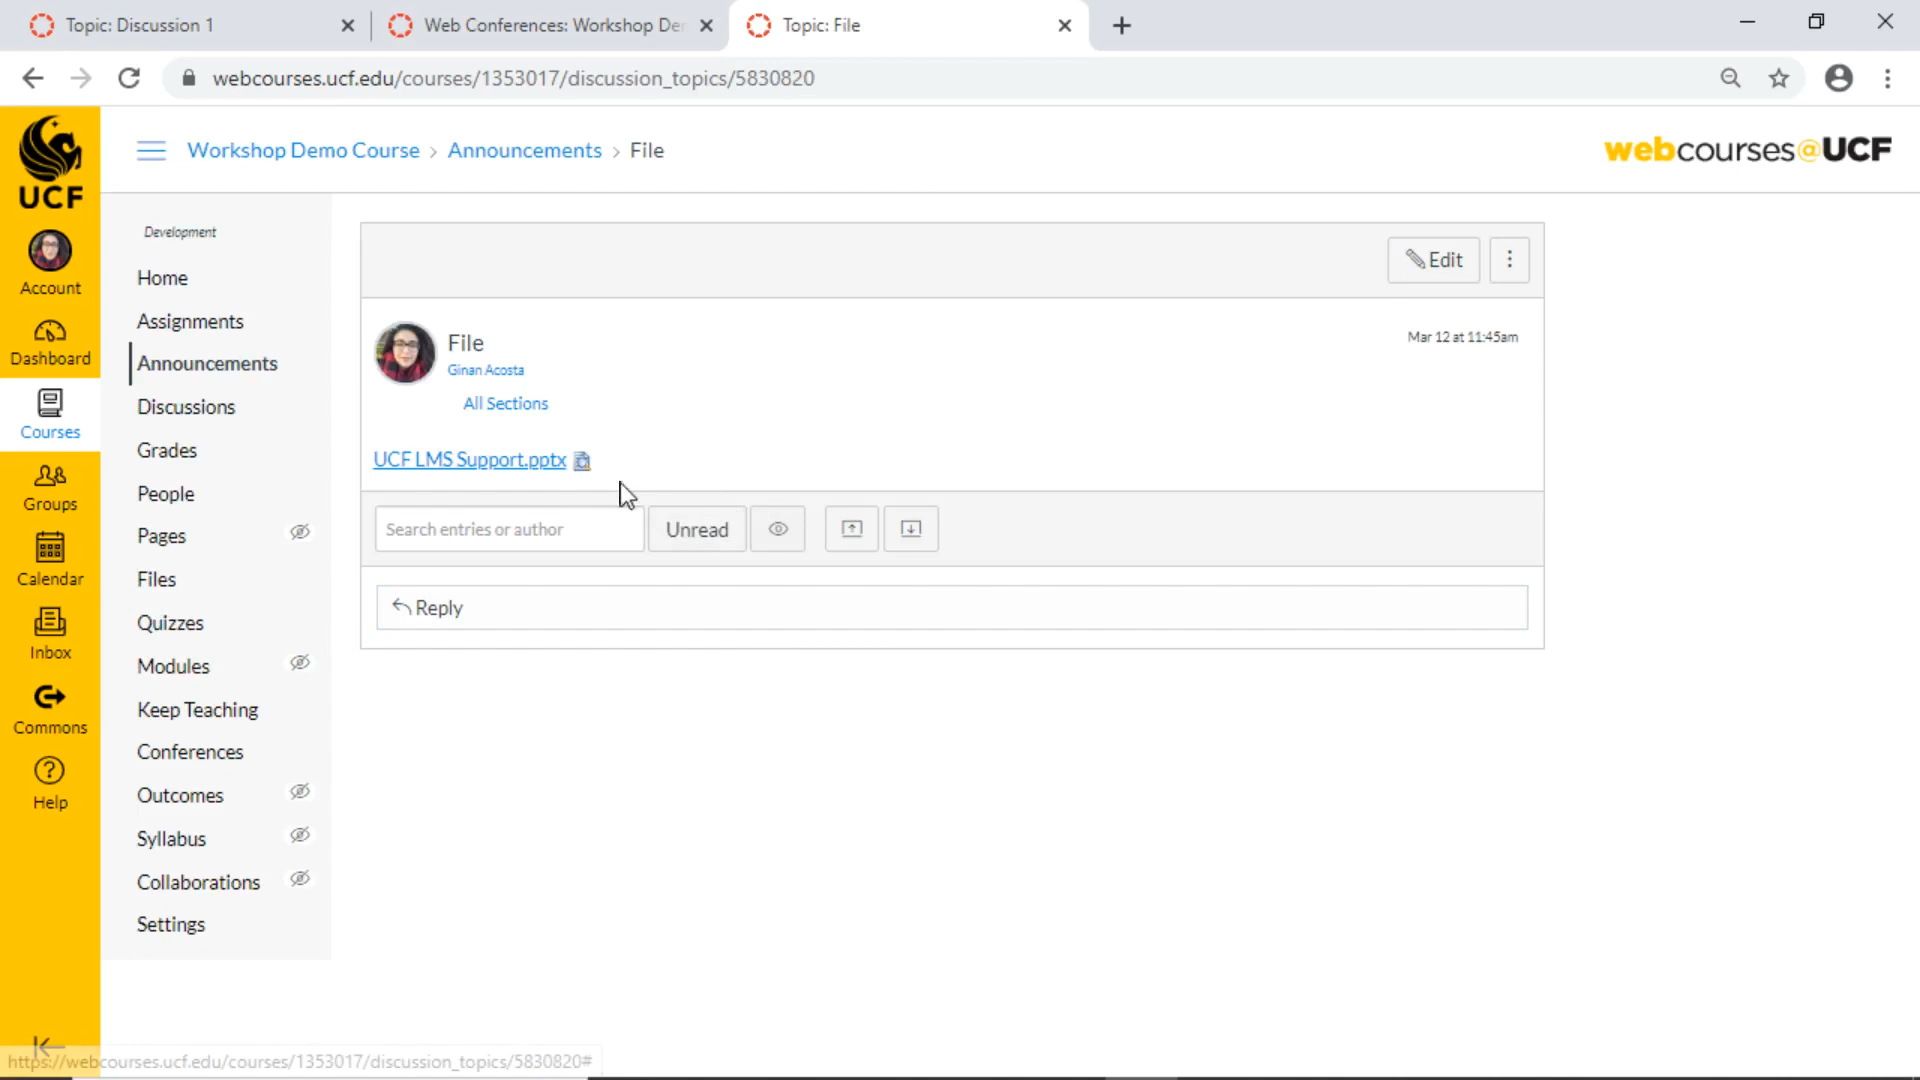 Topic: Discussion 1
Web Conferences: Workshop De
Topic: File
webcourses.ucf.edu/courses/1353017/discussion_topics/5830820
UCF
Account
Dashboard
Courses
Groups
Calendar
Inbox
Commons
Help
Workshop Demo Course > Announcements > File
webcourses@UCF
Development
Home
Assignments
Announcements
Discussions
Grades
People
Pages
Files
Quizzes
Modules
Keep Teaching
Conferences
Outcomes
Syllabus
Collaborations
Settings
Edit
File
Mar 12 at 11:45am
Ginan Acosta
All Sections
UCF LMS Support.pptx
Search entries or author
Unread
Reply
https://webcourses.ucf.edu/courses/1353017/discussion_topics/5830820#